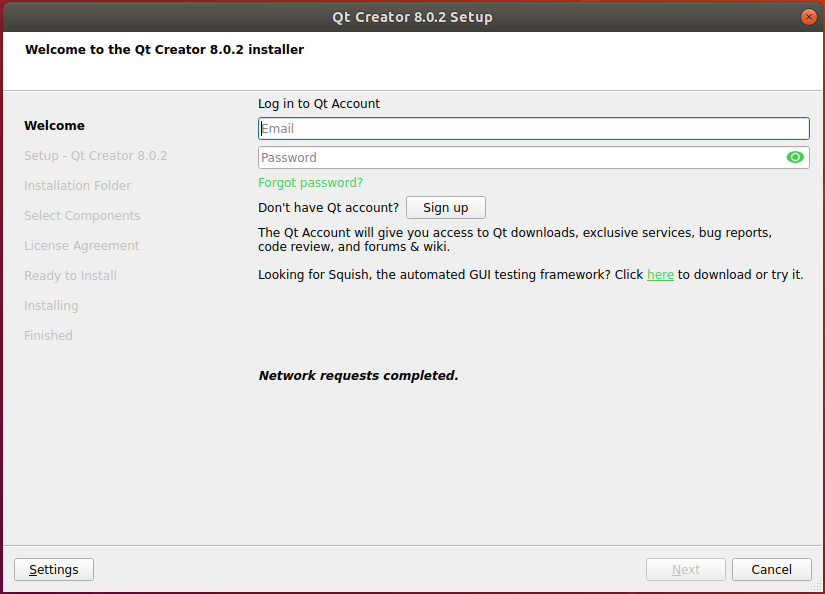 Qt Creator 8.0.2 Setup
Welcome to the Qt Creator 8.0.2 installer
Welcome
Setup - Qt Creator 8.0.2
Installation Folder
Select Components
License Agreement
Ready to Install
Installing
Finished
Log in to Qt Account
Email
Password
Forgot password?
Don't have Qt account? Sign up
The Qt Account will give you access to Qt downloads, exclusive services, bug reports,
code review, and forums & wiki.
Looking for Squish, the automated GUI testing framework? Click here to download or try it.
Network requests completed.
Settings Next Cancel